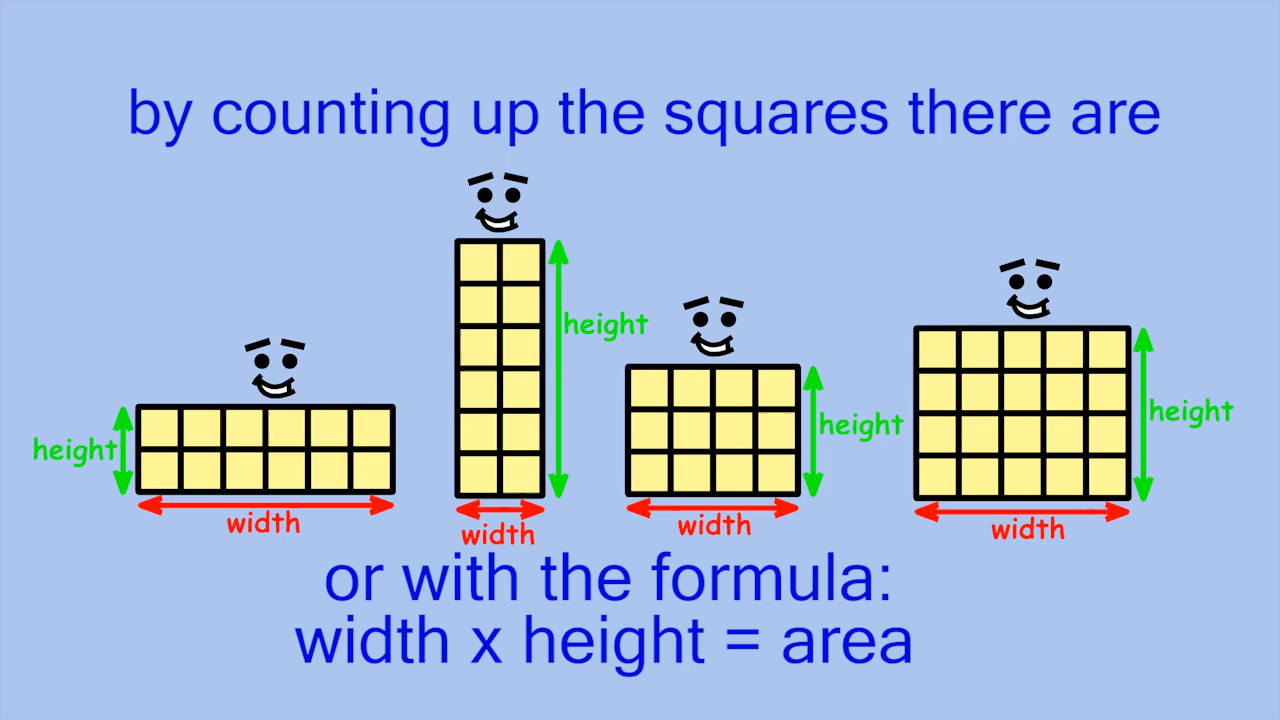 by counting up the squares there are
height
width
height
width
height
width
height
width
or with the formula:
width x height = area